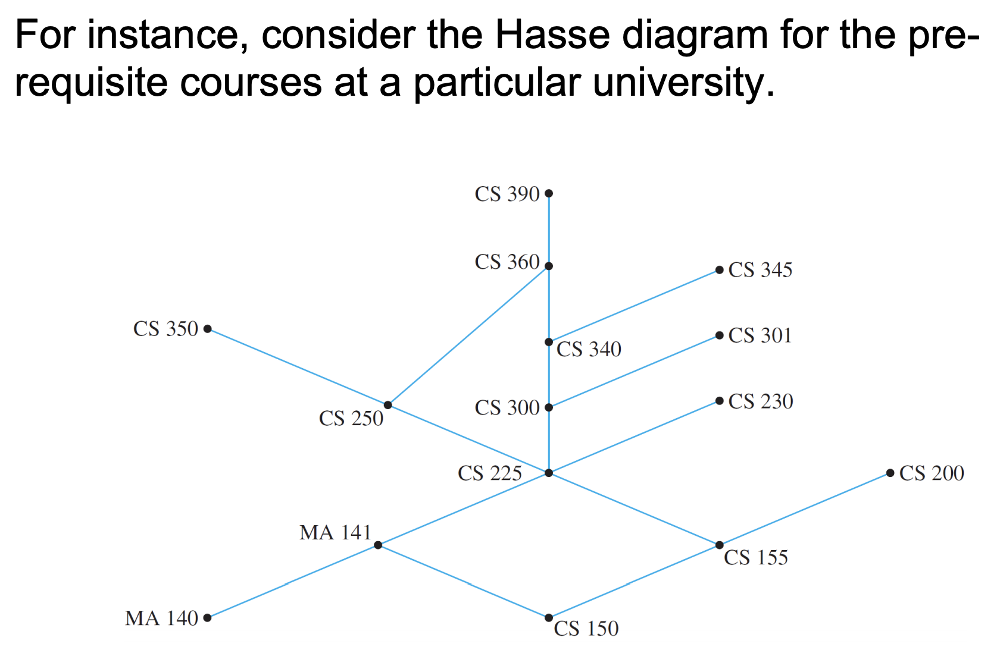 For instance, consider the Hasse diagram for the pre-
requisite courses at a particular university.
CS 390
CS 360
CS 345
CS 350
CS 340
CS 301
CS 250
CS 300
CS 230
CS 225
CS 200
MA 141
CS 155
MA 140
CS 150